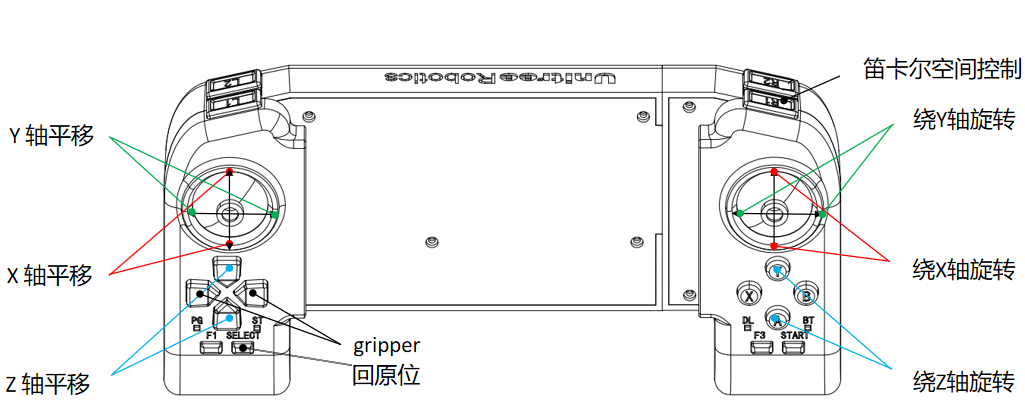 UnitreeRobotics
L2
L1
R2
R1
笛卡尔空间控制
绕Y轴旋转
Y 轴平移
X 轴平移
绕X轴旋转
Y
X
B
A
PG
ST
DL
BT
F1
SELECT
F3
START
gripper
回原位
Z 轴平移
绕Z轴旋转